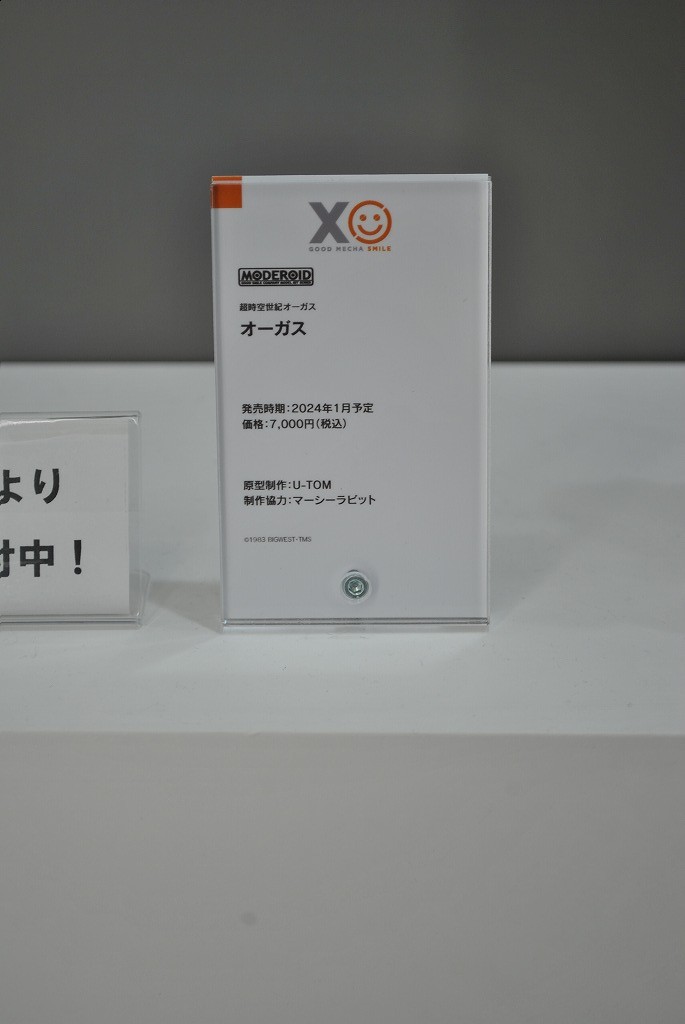 XO
GOOD MECHA SMILE
MODEROID
超時空世紀オーガス
オーガス
発売時期:2024年1月予定
価格:7,000円(税込)
原型制作:U-TOM
制作協力:マーシーラビット
©1983 BIGWEST・TMS
より
付中!